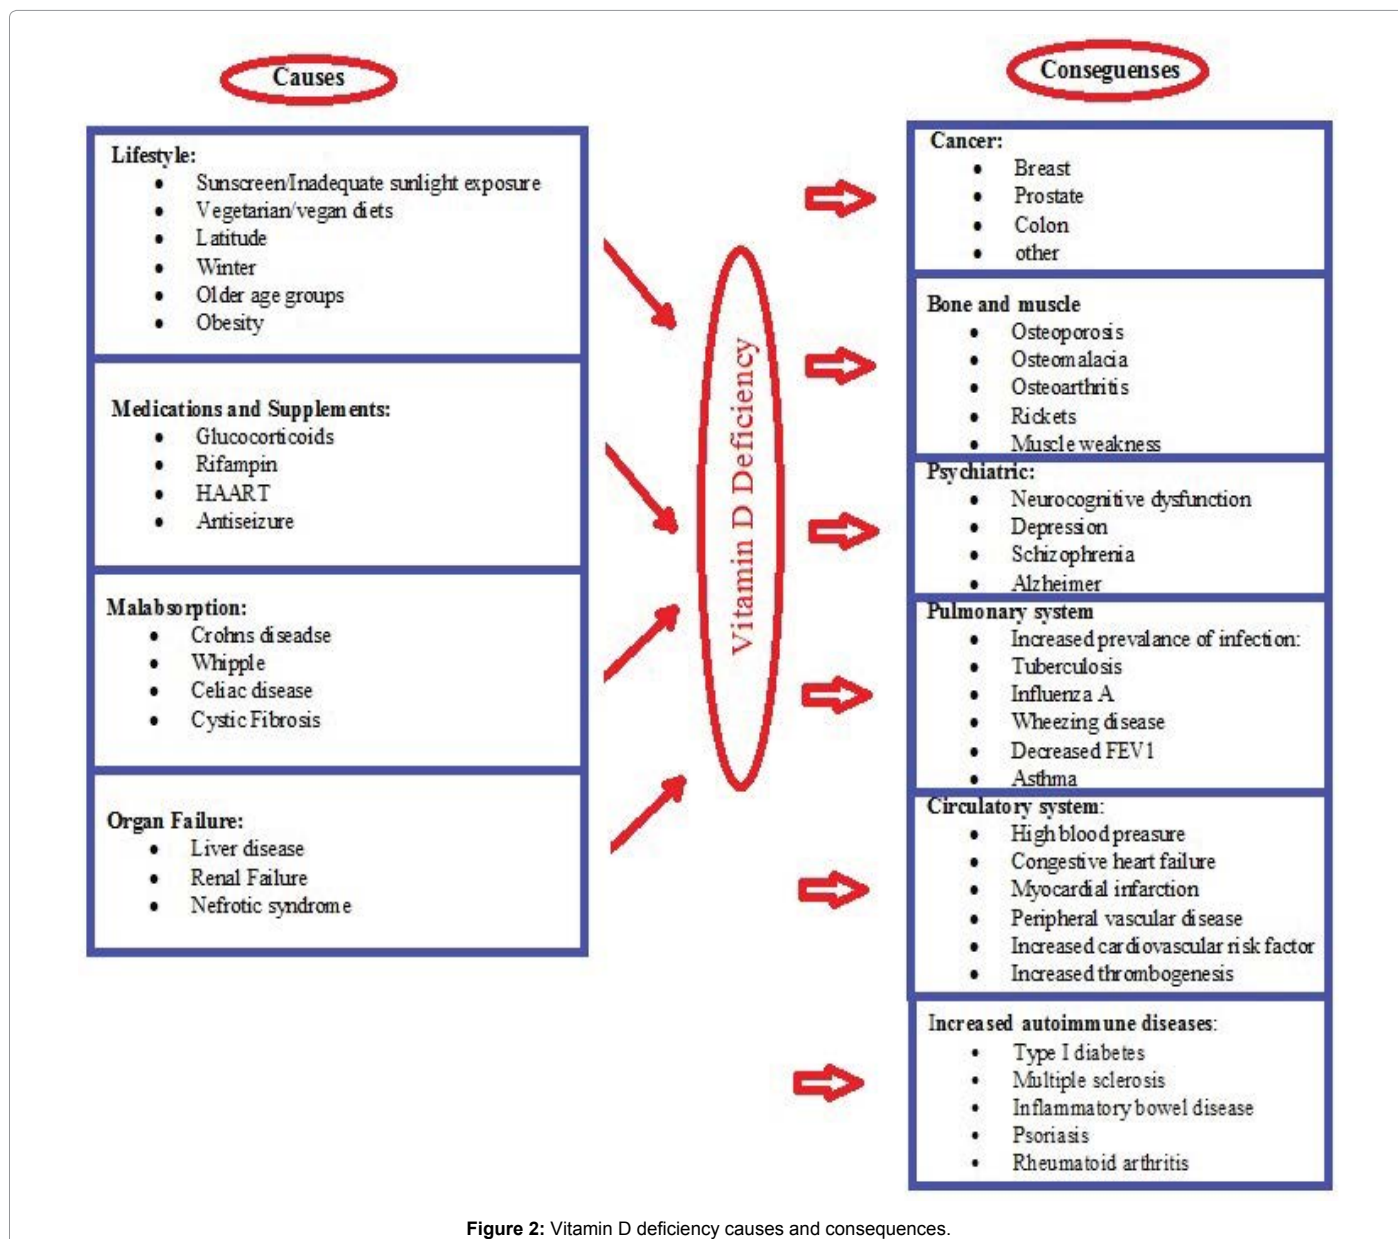 Causes
Lifestyle:
• Sunscreen/Inadequate sunlight exposure
• Vegetarian/vegan diets
• Latitude
• Winter
• Older age groups
• Obesity
Medications and Supplements:
• Glucocorticoids
• Rifampin
• HAART
• Antiseizure
Malabsorption:
• Crohns diseadse
• Whipple
• Celiac disease
• Cystic Fibrosis
Organ Failure:
• Liver disease
• Renal Failure
• Nefrotic syndrome
Vitamin D Deficiency
Conseguenses
Cancer:
• Breast
• Prostate
• Colon
• other
Bone and muscle
• Osteoporosis
• Osteomalacia
• Osteoarthritis
• Rickets
• Muscle weakness
Psychiatric:
• Neurocognitive dysfunction
• Depression
• Schizophrenia
• Alzheimer
Pulmonary system
• Increased prevalance of infection:
• Tuberculosis
• Influenza A
• Wheezing disease
• Decreased FEV1
• Asthma
Circulatory system:
• High blood preasure
• Congestive heart failure
• Myocardial infarction
• Peripheral vascular disease
• Increased cardiovascular risk factor
• Increased thrombogenesis
Increased autoimmune diseases:
• Type I diabetes
• Multiple sclerosis
• Inflammatory bowel disease
• Psoriasis
• Rheumatoid arthritis
Figure 2: Vitamin D deficiency causes and consequences.